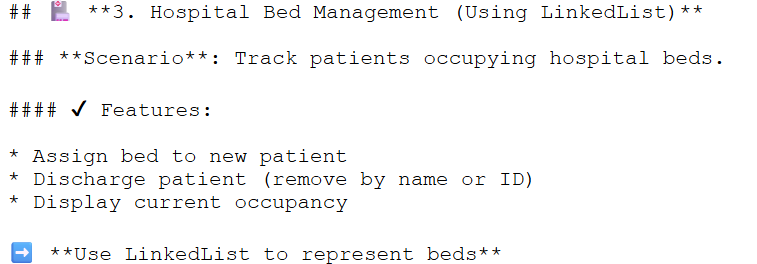 ## 🏥 **3. Hospital Bed Management (Using LinkedList)**
### **Scenario**: Track patients occupying hospital beds.
#### ✓ Features:
* Assign bed to new patient
* Discharge patient (remove by name or ID)
* Display current occupancy
➡️ **Use LinkedList to represent beds**